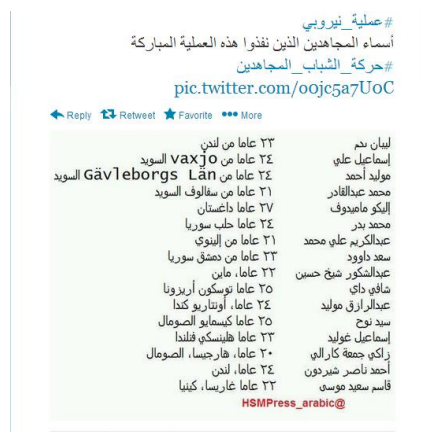 #عملية_نيروبي
أسماء المجاهدين الذين نفذوا هذه العملية المباركة
#حركة_الشباب_المجاهدين
pic.twitter.com/oojc5a7UoC
Reply Retweet Favorite More
ليبان ٢٣ عاما من لندن
إسماعيل علي ٢٤ عاما من vaxjo السويد
موليد أحمد ٢٤ عاما من Gävleborgs Län السويد
محمد عبدالقادر ٢١ عاما من سفالوف السويد
إليكو ماميدوف ٢٧ عاما داغستان
محمد بدر ٢٤ عاما حلب سوريا
عبدالكريم علي محمد ٢١ عاما من إلينوي
سعد داوود ٢٣ عاما من دمشق سوريا
عبدالشكور شيخ حسين ٢٢ عاما، ماين
شافي داي ٢٥ عاما توسكون أريزونا
عبدالرازق موليد ٢٤ عاما، أونتاريو كندا
سيد نوح ٢٥ عاما كيسمايو الصومال
إسماعيل غوليد ٢٣ عاما هلينسكي فنلندا
زاكي جمعة كارالي ٢٠ عاما، هارجيسا، الصومال
أحمد ناصر شيردون ٢٤ عاما، لندن
قاسم سعيد موسى ٢٢ عاما غاريسا، كينيا
HSMPress_arabic@